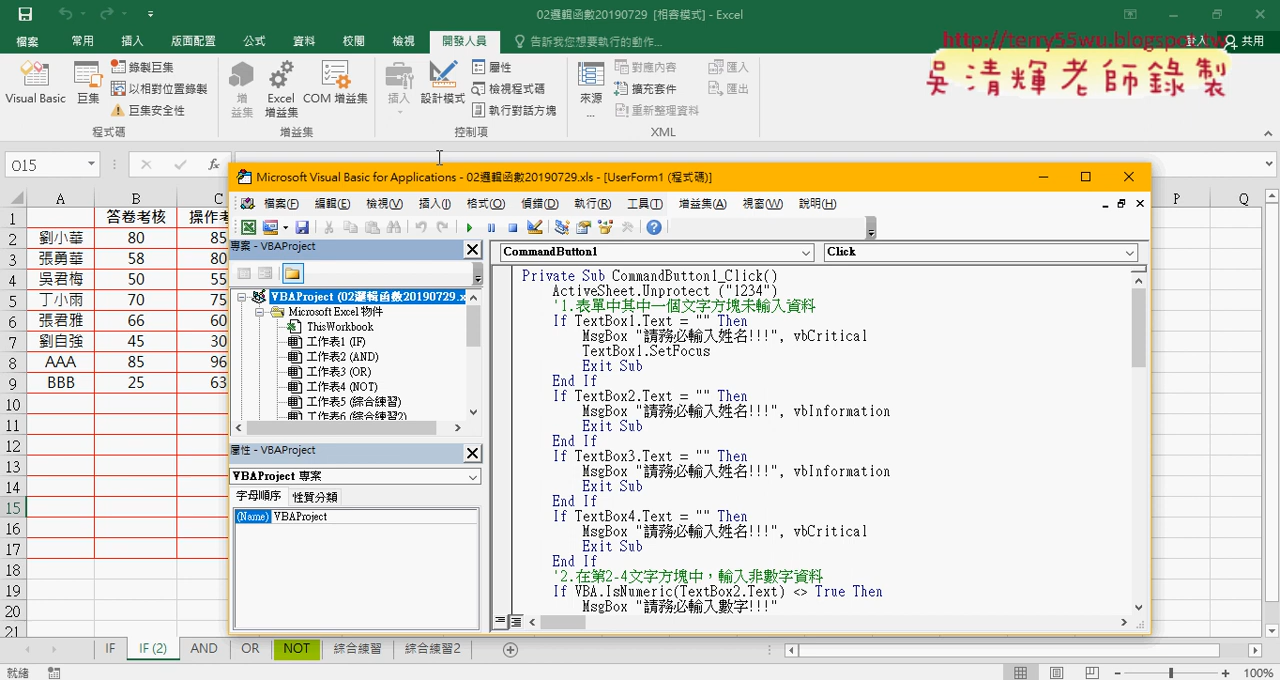 02邏輯函數20190729 [相容模式] - Excel
檔案 常用 插入 版面配置 公式 資料 校閱 檢視 開發人員 告訴我您想要執行的動作... 登入 共用
http://terry55wu.blogspot.tw
吳清輝老師錄製
Visual Basic 巨集 錄製巨集 以相對位置錄製 巨集安全性 程式碼
增益集 Excel 增益集 COM 增益集 增益集
插入 設計模式 屬性 檢視程式碼 執行對話方塊 控制項
來源... 對應內容 擴充套件 重新整理資料 匯入 匯出 XML
O15 fx
A B C P Q
1 答卷考核 操作考
2 劉小華 80 85
3 張勇華 58 80
4 吳君梅 50 55
5 丁小雨 70 75
6 張君雅 66 60
7 劉自強 45 30
8 AAA 85 96
9 BBB 25 63
10
11
12
13
14
15
16
17
18
19
20
21
Microsoft Visual Basic for Applications - 02邏輯函數20190729.xls - [UserForm1 (程式碼)]
檔案(F) 編輯(E) 檢視(V) 插入(I) 格式(O) 偵錯(D) 執行(R) 工具(T) 增益集(A) 視窗(W) 說明(H)
專案 - VBAProject
VBAProject (02邏輯函數20190729.x
Microsoft Excel 物件
ThisWorkbook
工作表1 (IF)
工作表2 (AND)
工作表3 (OR)
工作表4 (NOT)
工作表5 (綜合練習)
工作表6 (綜合練習2)
屬性 - VBAProject
VBAProject 專案
字母順序 性質分類
(Name) VBAProject
CommandButton1 Click
Private Sub CommandButton1_Click()
ActiveSheet.Unprotect ("1234")
'1.表單中其中一個文字方塊未輸入資料
If TextBox1.Text = "" Then
MsgBox "請務必輸入姓名!!!", vbCritical
TextBox1.SetFocus
Exit Sub
End If
If TextBox2.Text = "" Then
MsgBox "請務必輸入姓名!!!", vbInformation
Exit Sub
End If
If TextBox3.Text = "" Then
MsgBox "請務必輸入姓名!!!", vbInformation
Exit Sub
End If
If TextBox4.Text = "" Then
MsgBox "請務必輸入姓名!!!", vbCritical
Exit Sub
End If
'2.在第2-4文字方塊中，輸入非數字資料
If VBA.IsNumeric(TextBox2.Text) <> True Then
MsgBox "請務必輸入數字!!!"
IF IF (2) AND OR NOT 綜合練習 綜合練習2
就緒 100%